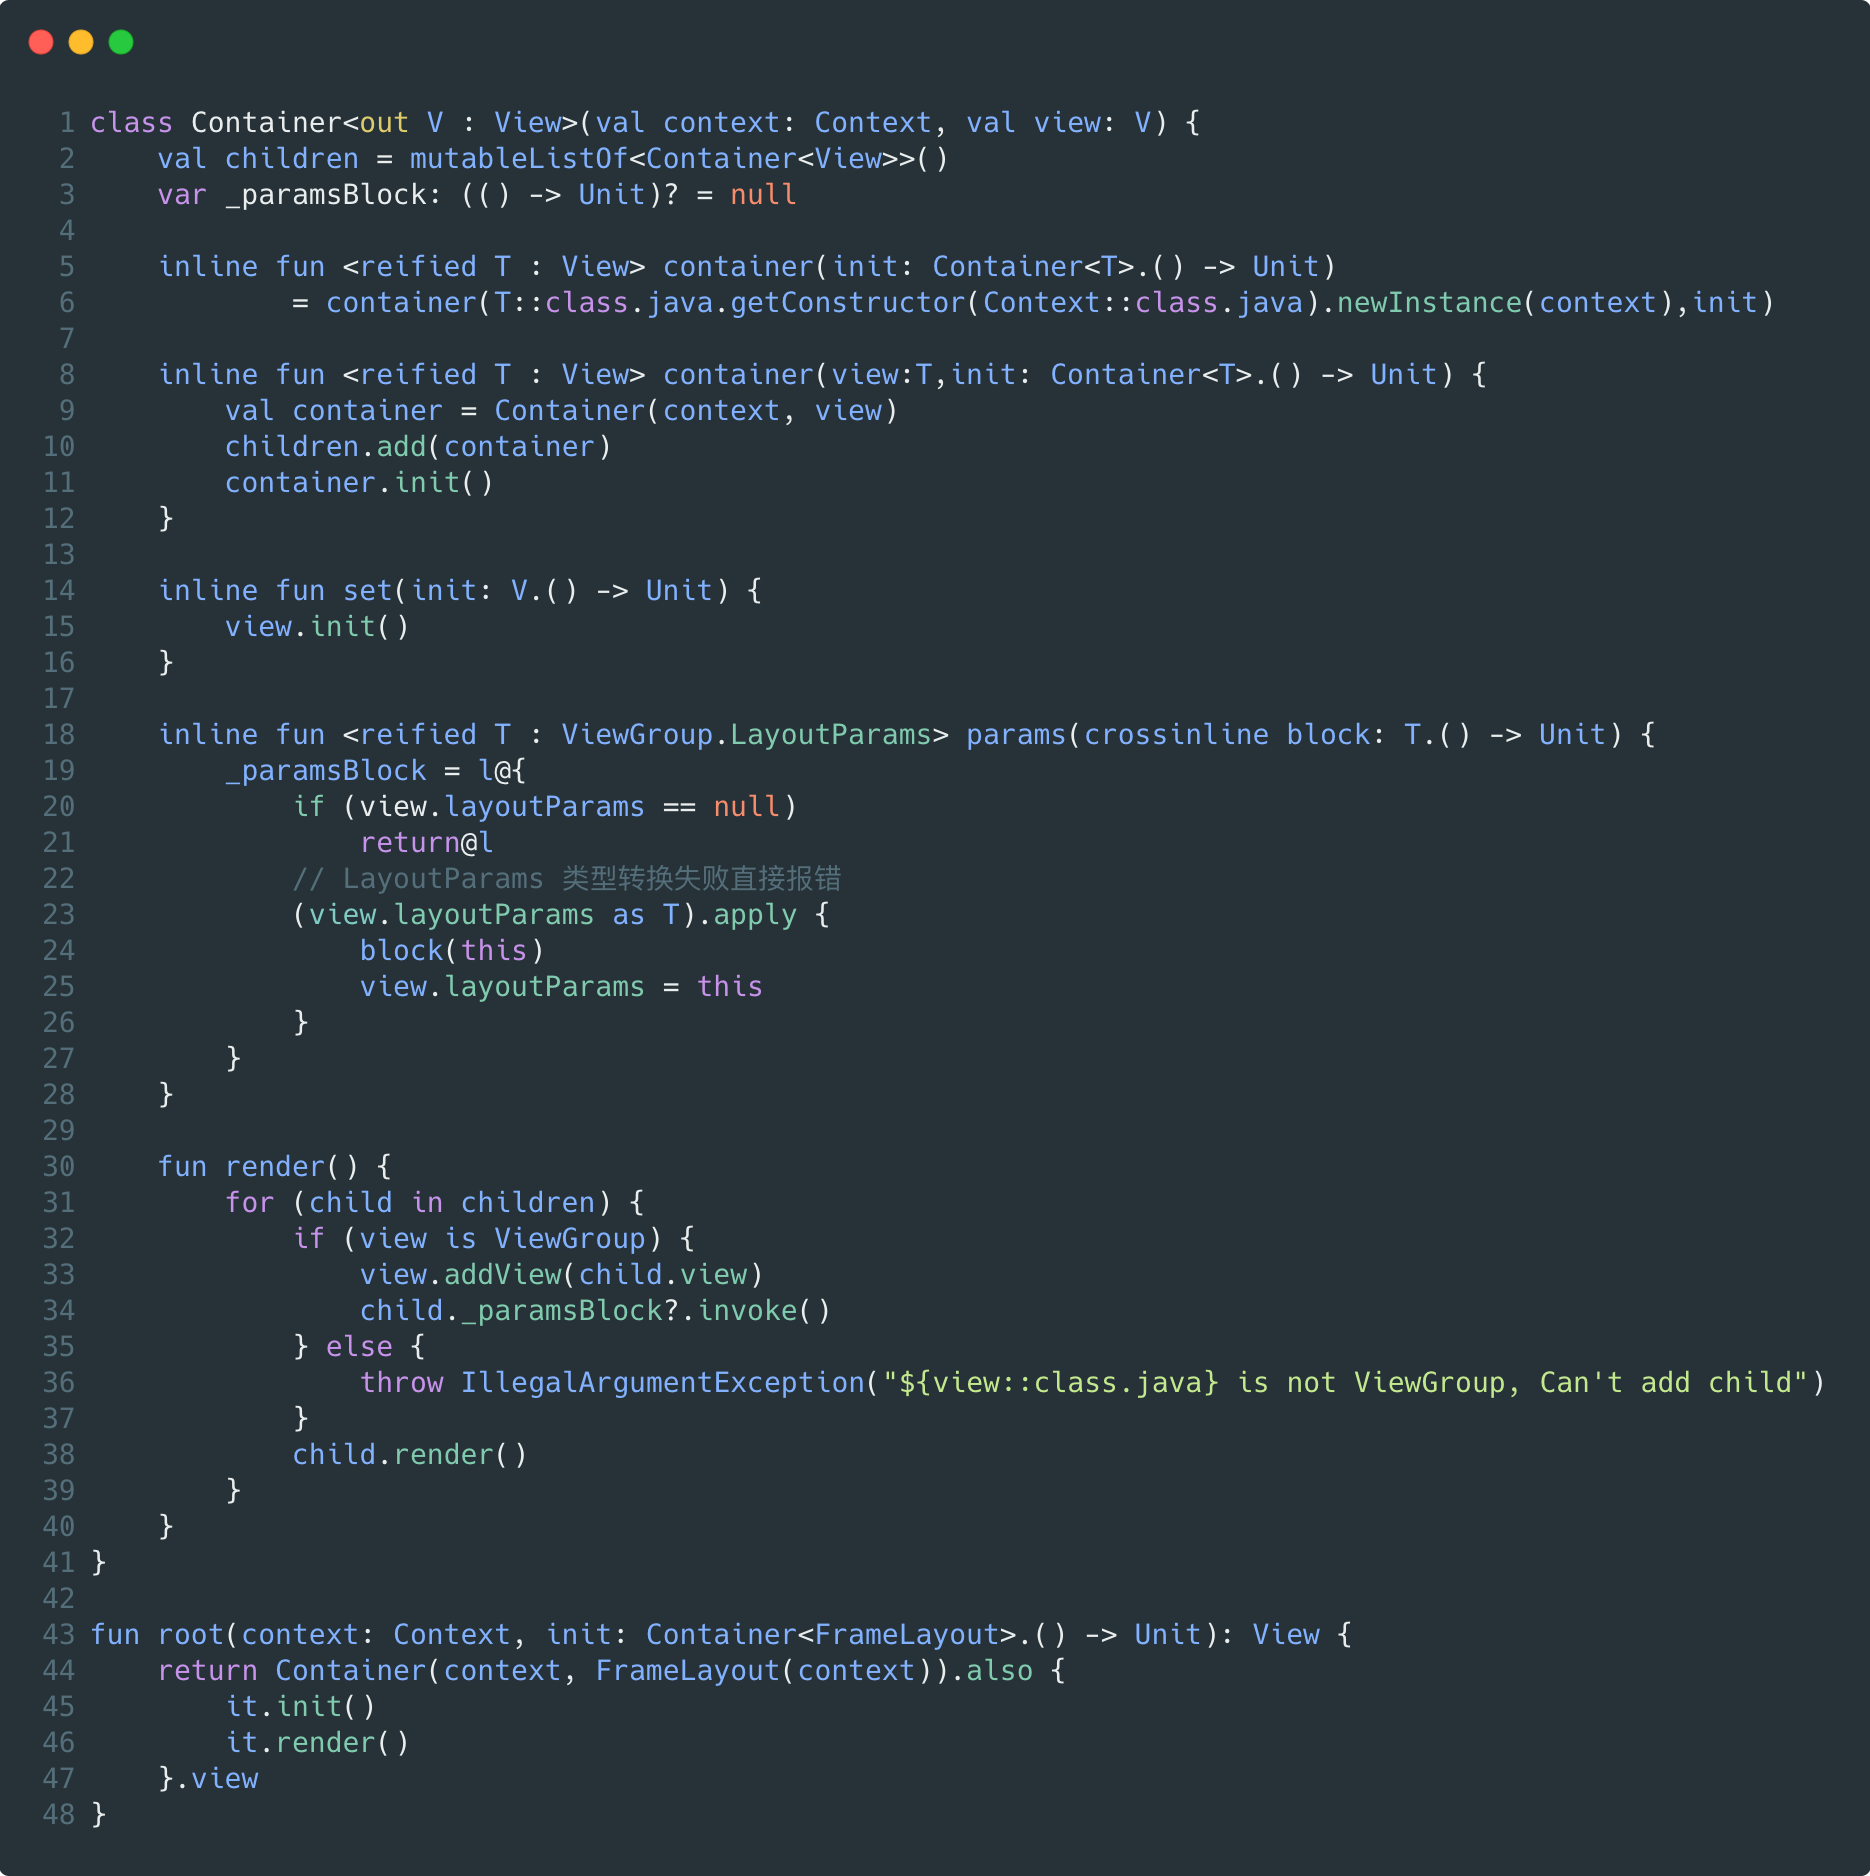 1 class Container<out V : View>(val context: Context, val view: V) {
2     val children = mutableListOf<Container<View>>()
3     var _paramsBlock: (() -> Unit)? = null
4
5     inline fun <reified T : View> container(init: Container<T>.() -> Unit)
6             = container(T::class.java.getConstructor(Context::class.java).newInstance(context),init)
7
8     inline fun <reified T : View> container(view:T,init: Container<T>.() -> Unit) {
9         val container = Container(context, view)
10         children.add(container)
11         container.init()
12     }
13
14     inline fun set(init: V.() -> Unit) {
15         view.init()
16     }
17
18     inline fun <reified T : ViewGroup.LayoutParams> params(crossinline block: T.() -> Unit) {
19         _paramsBlock = l@{
20             if (view.layoutParams == null)
21                 return@l
22             // LayoutParams 类型转换失败直接报错
23             (view.layoutParams as T).apply {
24                 block(this)
25                 view.layoutParams = this
26             }
27         }
28     }
29
30     fun render() {
31         for (child in children) {
32             if (view is ViewGroup) {
33                 view.addView(child.view)
34                 child._paramsBlock?.invoke()
35             } else {
36                 throw IllegalArgumentException("${view::class.java} is not ViewGroup, Can't add child")
37             }
38             child.render()
39         }
40     }
41 }
42
43 fun root(context: Context, init: Container<FrameLayout>.() -> Unit): View {
44     return Container(context, FrameLayout(context)).also {
45         it.init()
46         it.render()
47     }.view
48 }